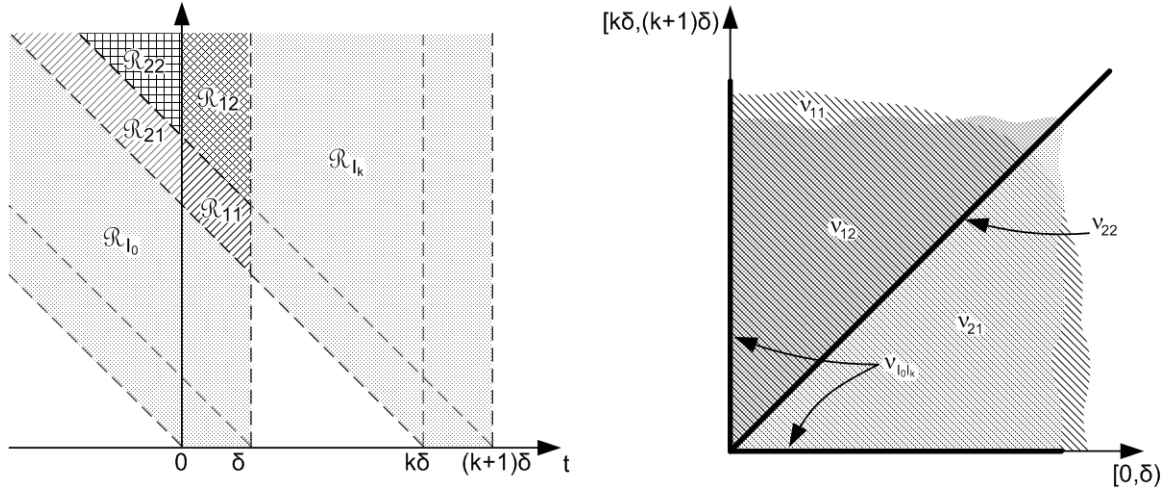 ℛ22
ℛ12
ℛ21
ℛIk
ℛ11
ℛI0
0
δ
kδ
(k+1)δ
t
[kδ,(k+1)δ)
ν11
ν12
ν22
ν21
νI0Ik
[0,δ)